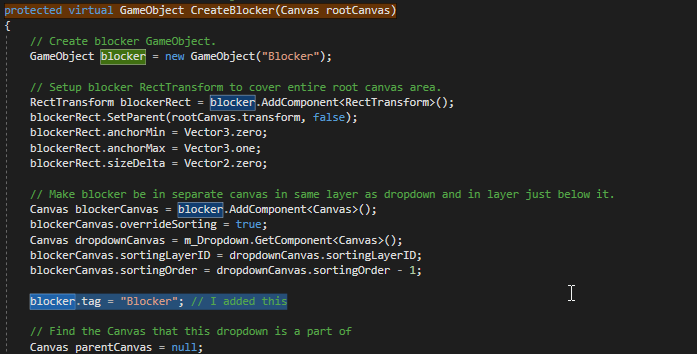 protected virtual GameObject CreateBlocker(Canvas rootCanvas)
{
// Create blocker GameObject.
GameObject blocker = new GameObject("Blocker");
// Setup blocker RectTransform to cover entire root canvas area.
RectTransform blockerRect = blocker.AddComponent<RectTransform>();
blockerRect.SetParent(rootCanvas.transform, false);
blockerRect.anchorMin = Vector3.zero;
blockerRect.anchorMax = Vector3.one;
blockerRect.sizeDelta = Vector2.zero;
// Make blocker be in separate canvas in same layer as dropdown and in layer just below it.
Canvas blockerCanvas = blocker.AddComponent<Canvas>();
blockerCanvas.overrideSorting = true;
Canvas dropdownCanvas = m_Dropdown.GetComponent<Canvas>();
blockerCanvas.sortingLayerID = dropdownCanvas.sortingLayerID;
blockerCanvas.sortingOrder = dropdownCanvas.sortingOrder - 1;
blocker.tag = "Blocker"; // I added this
// Find the Canvas that this dropdown is a part of
Canvas parentCanvas = null;